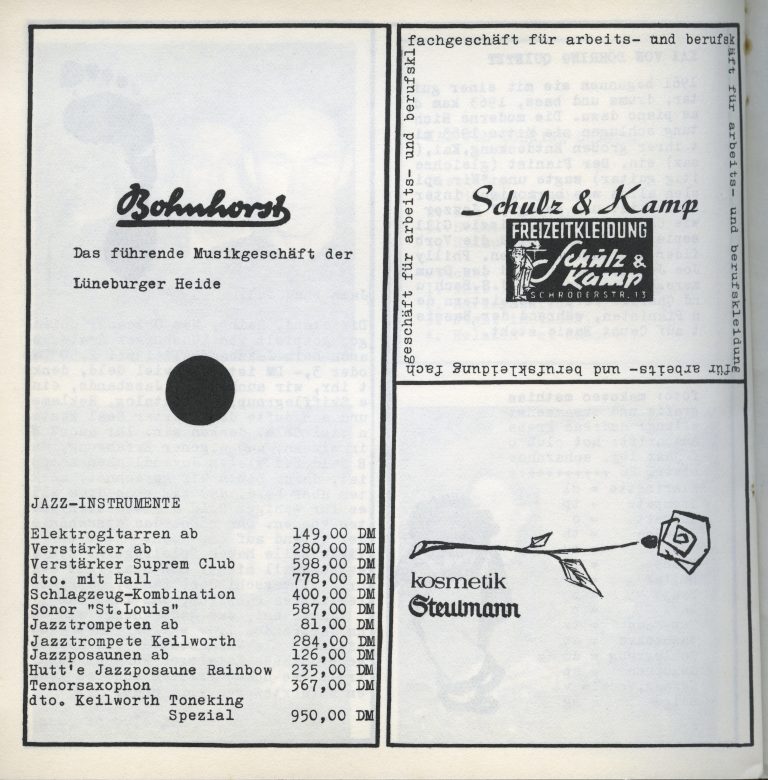 Bohnhorst
Das führende Musikgeschäft der
Lüneburger Heide
JAZZ-INSTRUMENTE
Elektrogitarren ab 149,00 DM
Verstärker ab 280,00 DM
Verstärker Suprem Club 598,00 DM
dto. mit Hall 778,00 DM
Schlagzeug-Kombination 400,00 DM
Sonor "St.Louis" 587,00 DM
Jazztrompeten ab 81,00 DM
Jazztrompete Keilworth 284,00 DM
Jazzposaunen ab 126,00 DM
Hutt'e Jazzposaune Rainbow 235,00 DM
Tenorsaxophon 367,00 DM
dto. Keilworth Toneking
Spezial 950,00 DM
fachgeschäft für arbeits- und berufsk
äft für arbeits- und berufskleidung
für arbeits- und berufskleidung fach
geschäft für arbeits- und berufskl
Schulz & Kamp
FREIZEITKLEIDUNG
Schulz &
Kamp
SCHRÖDERSTR. 13
kosmetik
Steulmann